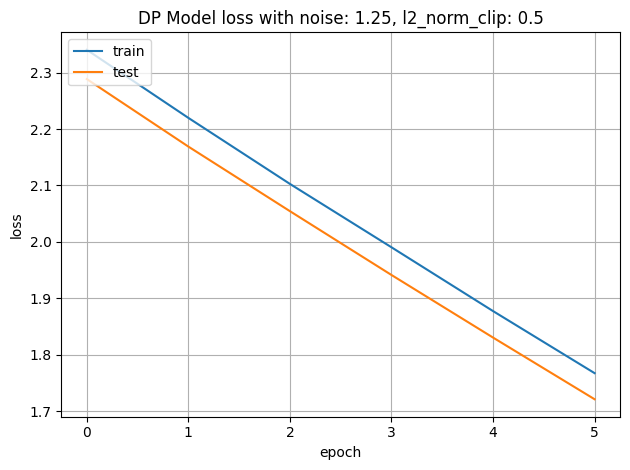 DP Model loss with noise: 1.25, l2_norm_clip: 0.5
train
test
2.3
2.2
2.1
2.0
1.9
1.8
1.7
loss
0 1 2 3 4 5
epoch